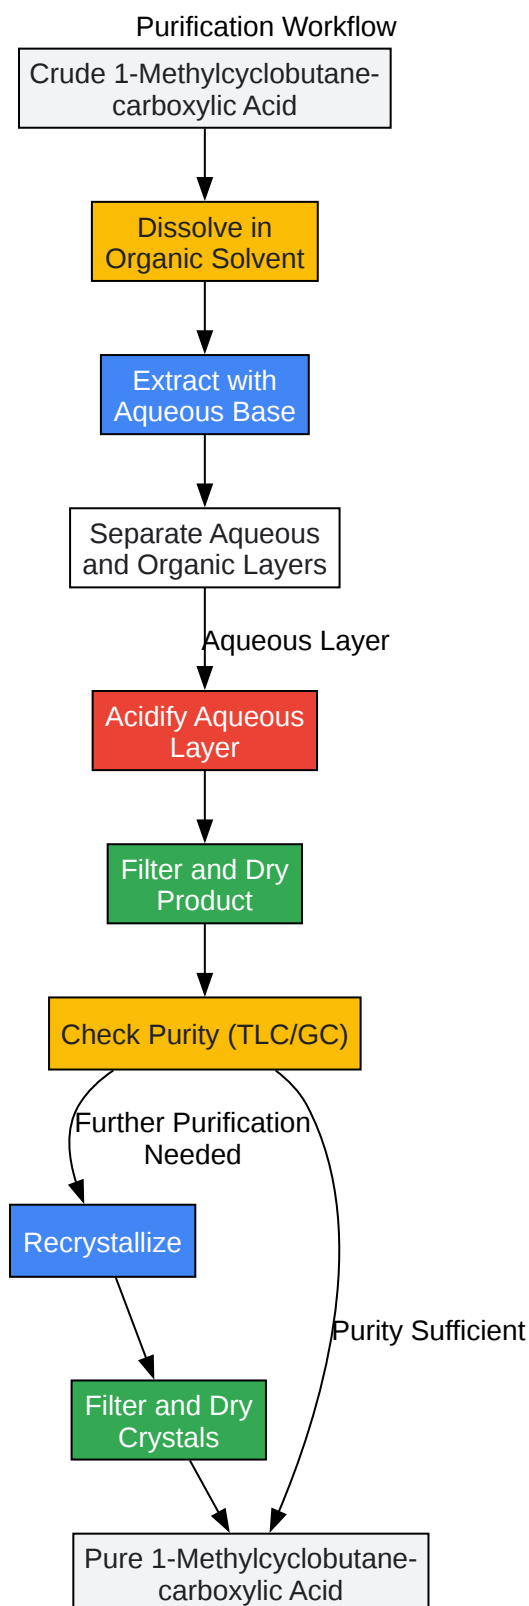 Purification Workflow
Crude 1-Methylcyclobutane-
carboxylic Acid
Dissolve in
Organic Solvent
Extract with
Aqueous Base
Separate Aqueous
and Organic Layers
Aqueous Layer
Acidify Aqueous
Layer
Filter and Dry
Product
Check Purity (TLC/GC)
Further Purification
Needed
Recrystallize
Purity Sufficient
Filter and Dry
Crystals
Pure 1-Methylcyclobutane-
carboxylic Acid